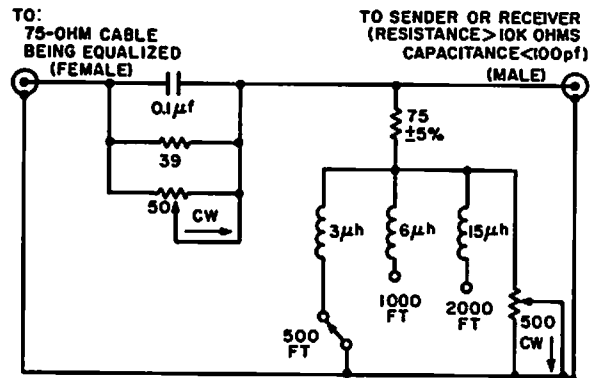 TO:
75-OHM CABLE
BEING EQUALIZED
(FEMALE)
TO SENDER OR RECEIVER
(RESISTANCE>10K OHMS
CAPACITANCE<100pf)
(MALE)
0.1µf
39
50
CW
75
±5%
3µh
6µh
15µh
500
FT
1000
FT
2000
FT
500
CW